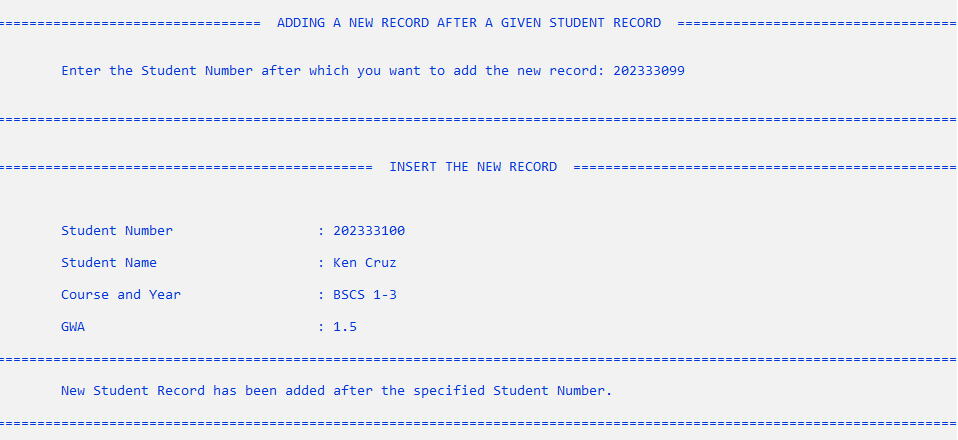 ================================= ADDING A NEW RECORD AFTER A GIVEN STUDENT RECORD ===================================
Enter the Student Number after which you want to add the new record: 202333099
========================================================================================================================
=============================================== INSERT THE NEW RECORD ================================================
Student Number : 202333100
Student Name : Ken Cruz
Course and Year : BSCS 1-3
GWA : 1.5
========================================================================================================================
New Student Record has been added after the specified Student Number.
========================================================================================================================